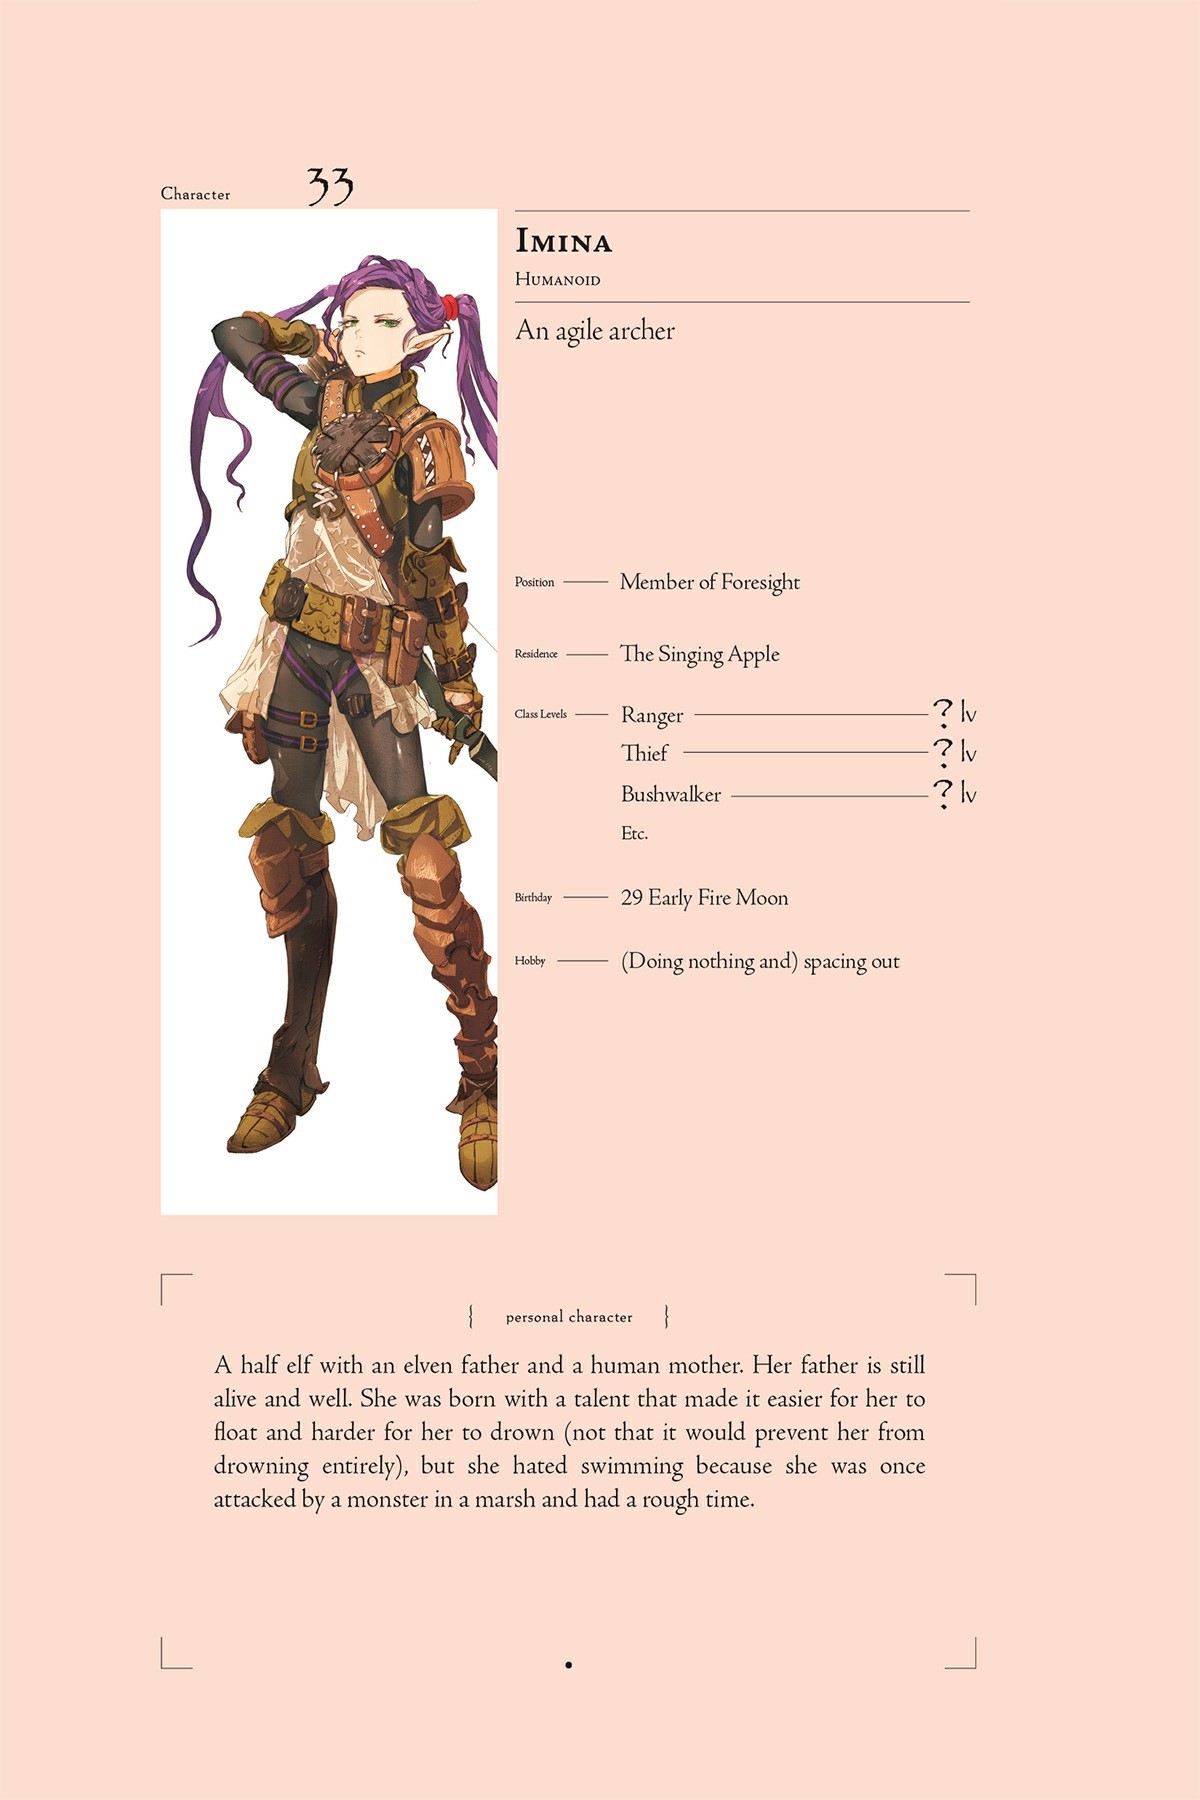 Character 33
Imina
Humanoid
An agile archer
Position Member of Foresight
Residence The Singing Apple
Class Levels Ranger ? lv
Thief ? lv
Bushwalker ? lv
Etc.
Birthday 29 Early Fire Moon
Hobby (Doing nothing and) spacing out
{ personal character }
A half elf with an elven father and a human mother. Her father is still
alive and well. She was born with a talent that made it easier for her to
float and harder for her to drown (not that it would prevent her from
drowning entirely), but she hated swimming because she was once
attacked by a monster in a marsh and had a rough time.